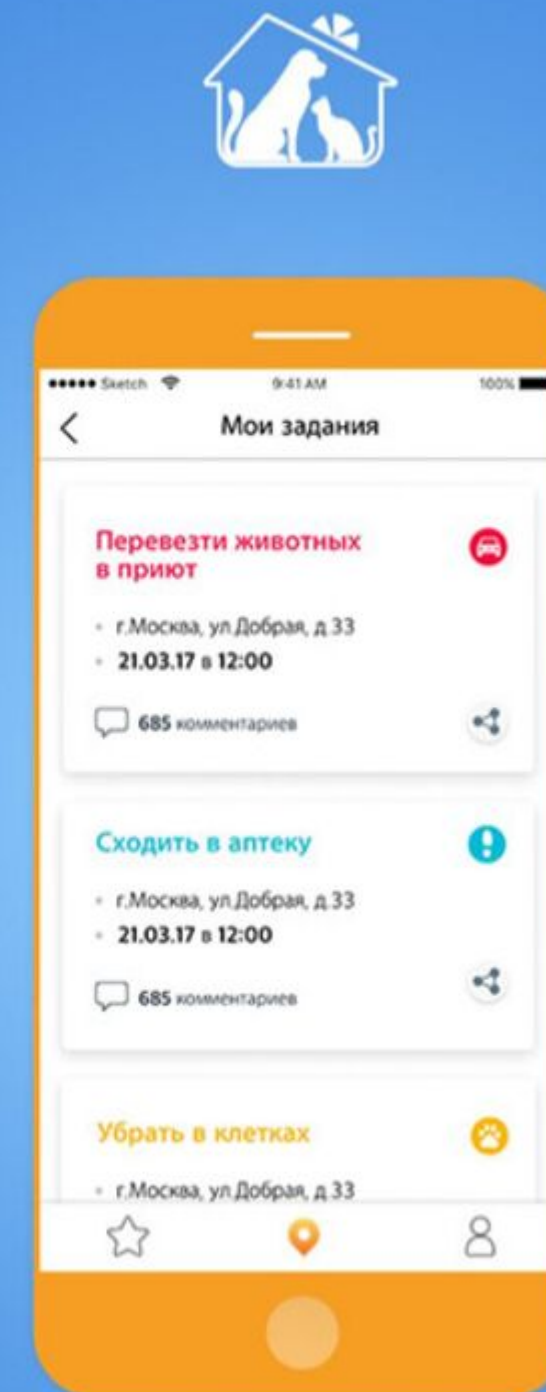 Sketch 9:41 AM 100%
Мои задания
Перевезти животных
в приют
г.Москва, ул.Добрая, д.33
21.03.17 в 12:00
685 комментариев
Сходить в аптеку
г.Москва, ул.Добрая, д.33
21.03.17 в 12:00
685 комментариев
Убрать в клетках
г.Москва, ул.Добрая, д.33